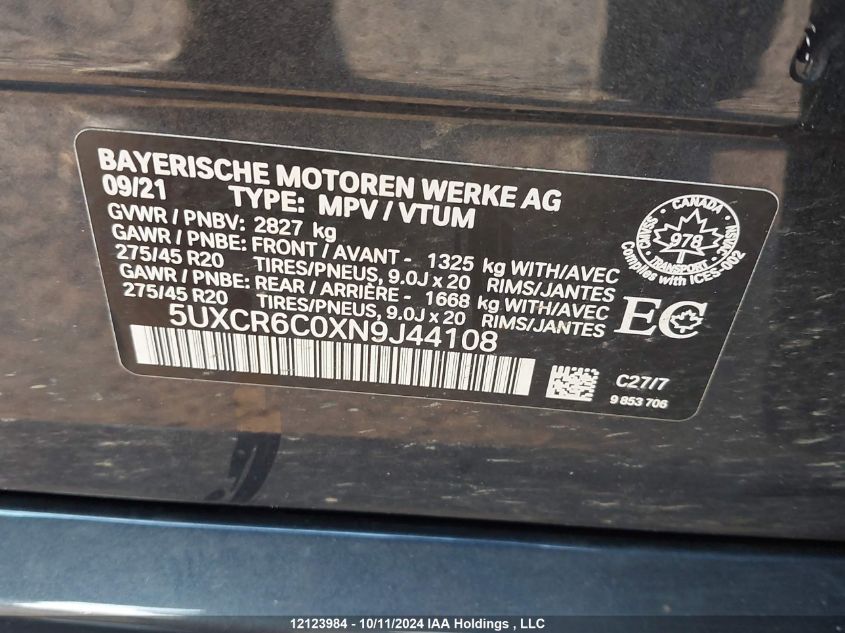 BAYERISCHE MOTOREN WERKE AG
09/21 TYPE: MPV / VTUM
GVWR / PNBV: 2827 kg
GAWR / PNBE: FRONT / AVANT - 1325 kg WITH/AVEC
275/45 R20 TIRES/PNEUS, 9.0J x 20 RIMS/JANTES
GAWR / PNBE: REAR / ARRIÈRE - 1668 kg WITH/AVEC
275/45 R20 TIRES/PNEUS, 9.0J x 20 RIMS/JANTES
5UXCR6C0XN9J44108
CANADA
CMVSS
NSVAC
978
TRANSPORT
Complies with ICES-002
EC
C27/7
9 853 706
12123984 - 10/11/2024 IAA Holdings , LLC